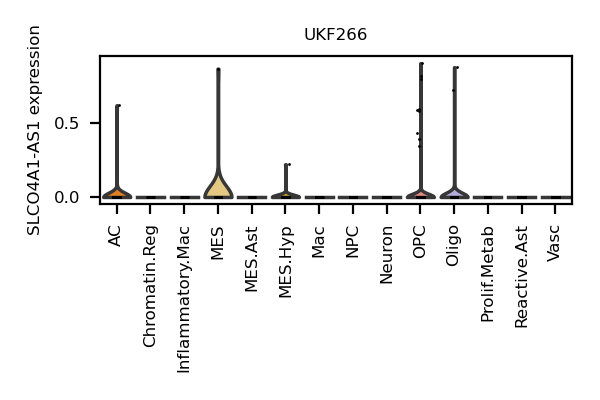 UKF266
SLCO4A1-AS1 expression
0.5
0.0
AC
Chromatin.Reg
Inflammatory.Mac
MES
MES.Ast
MES.Hyp
Mac
NPC
Neuron
OPC
Oligo
Prolif.Metab
Reactive.Ast
Vasc